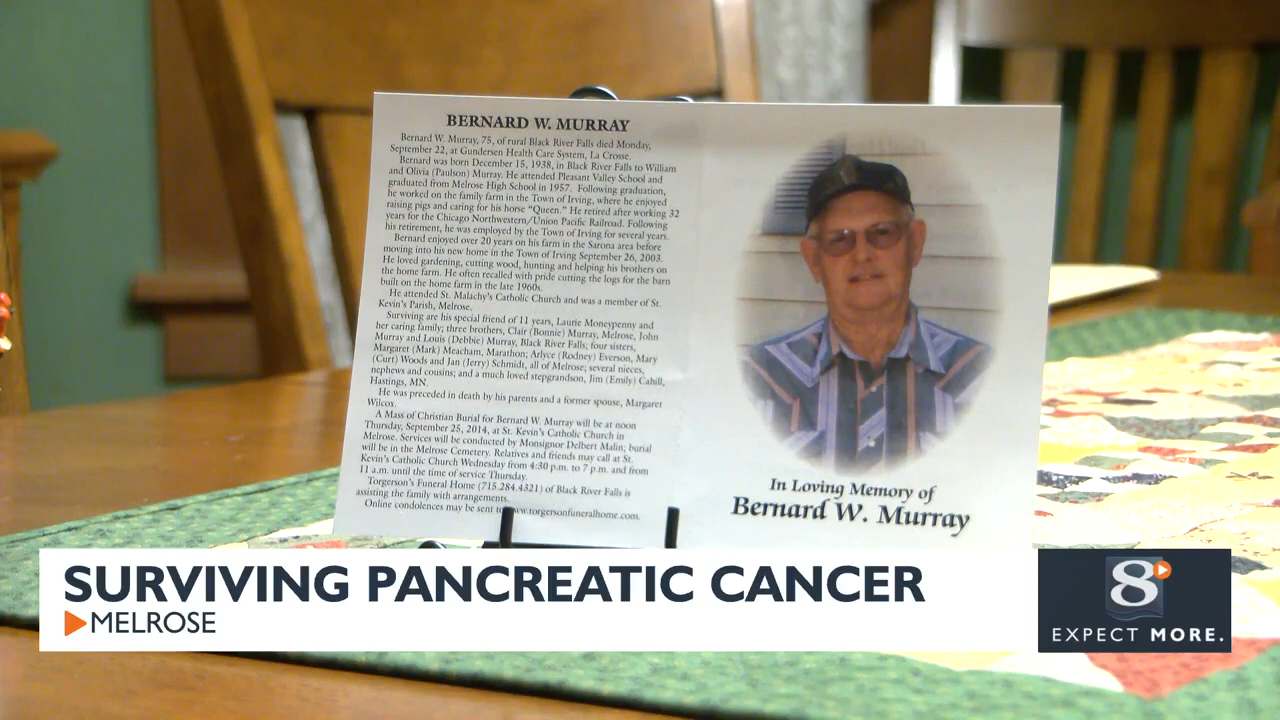 BERNARD W. MURRAY
Bernard W. Murray, 75, of rural Black River Falls died Monday,
September 22, at Gundersen Health Care System, La Crosse.
Bernard was born December 15, 1938, in Black River Falls to William
and Olivia (Paulson) Murray. He attended Pleasant Valley School and
graduated from Melrose High School in 1957. Following graduation,
he worked on the family farm in the Town of Irving, where he enjoyed
raising pigs and caring for his horse "Queen." He retired after working 32
years for the Chicago Northwestern/Union Pacific Railroad. Following
his retirement, he was employed by the Town of Irving for several years.
Bernard enjoyed over 20 years on his farm in the Sarona area before
moving into his new home in the Town of Irving September 26, 2003.
He loved gardening, cutting wood, hunting and helping his brothers on
the home farm. He often recalled with pride cutting the logs for the barn
built on the home farm in the late 1960s.
He attended St. Malachy's Catholic Church and was a member of St.
Kevin's Parish, Melrose.
Surviving are his special friend of 11 years, Laurie Moneypenny and
her caring family; three brothers, Clair (Bonnie) Murray, Melrose, John
Murray and Louis (Debbie) Murray, Black River Falls; four sisters,
Margaret (Mark) Meacham, Marathon; Arlyce (Rodney) Everson, Mary
(Curt) Woods and Jan (Jerry) Schmidt, all of Melrose; several nieces,
nephews and cousins; and a much loved stepgrandson, Jim (Emily) Cahill,
Hastings, MN.
He was preceded in death by his parents and a former spouse, Margaret
Wilcox.
A Mass of Christian Burial for Bernard W. Murray will be at noon
Thursday, September 25, 2014, at St. Kevin's Catholic Church in
Melrose. Services will be conducted by Monsignor Delbert Malin; burial
will be in the Melrose Cemetery. Relatives and friends may call at St.
Kevin's Catholic Church Wednesday from 4:30 p.m. to 7 p.m. and from
11 a.m. until the time of service Thursday.
Torgerson's Funeral Home (715.284.4321) of Black River Falls is
assisting the family with arrangements.
Online condolences may be sent to www.torgersonfuneralhome.com.
In Loving Memory of
Bernard W. Murray
SURVIVING PANCREATIC CANCER
MELROSE
8
EXPECT MORE.